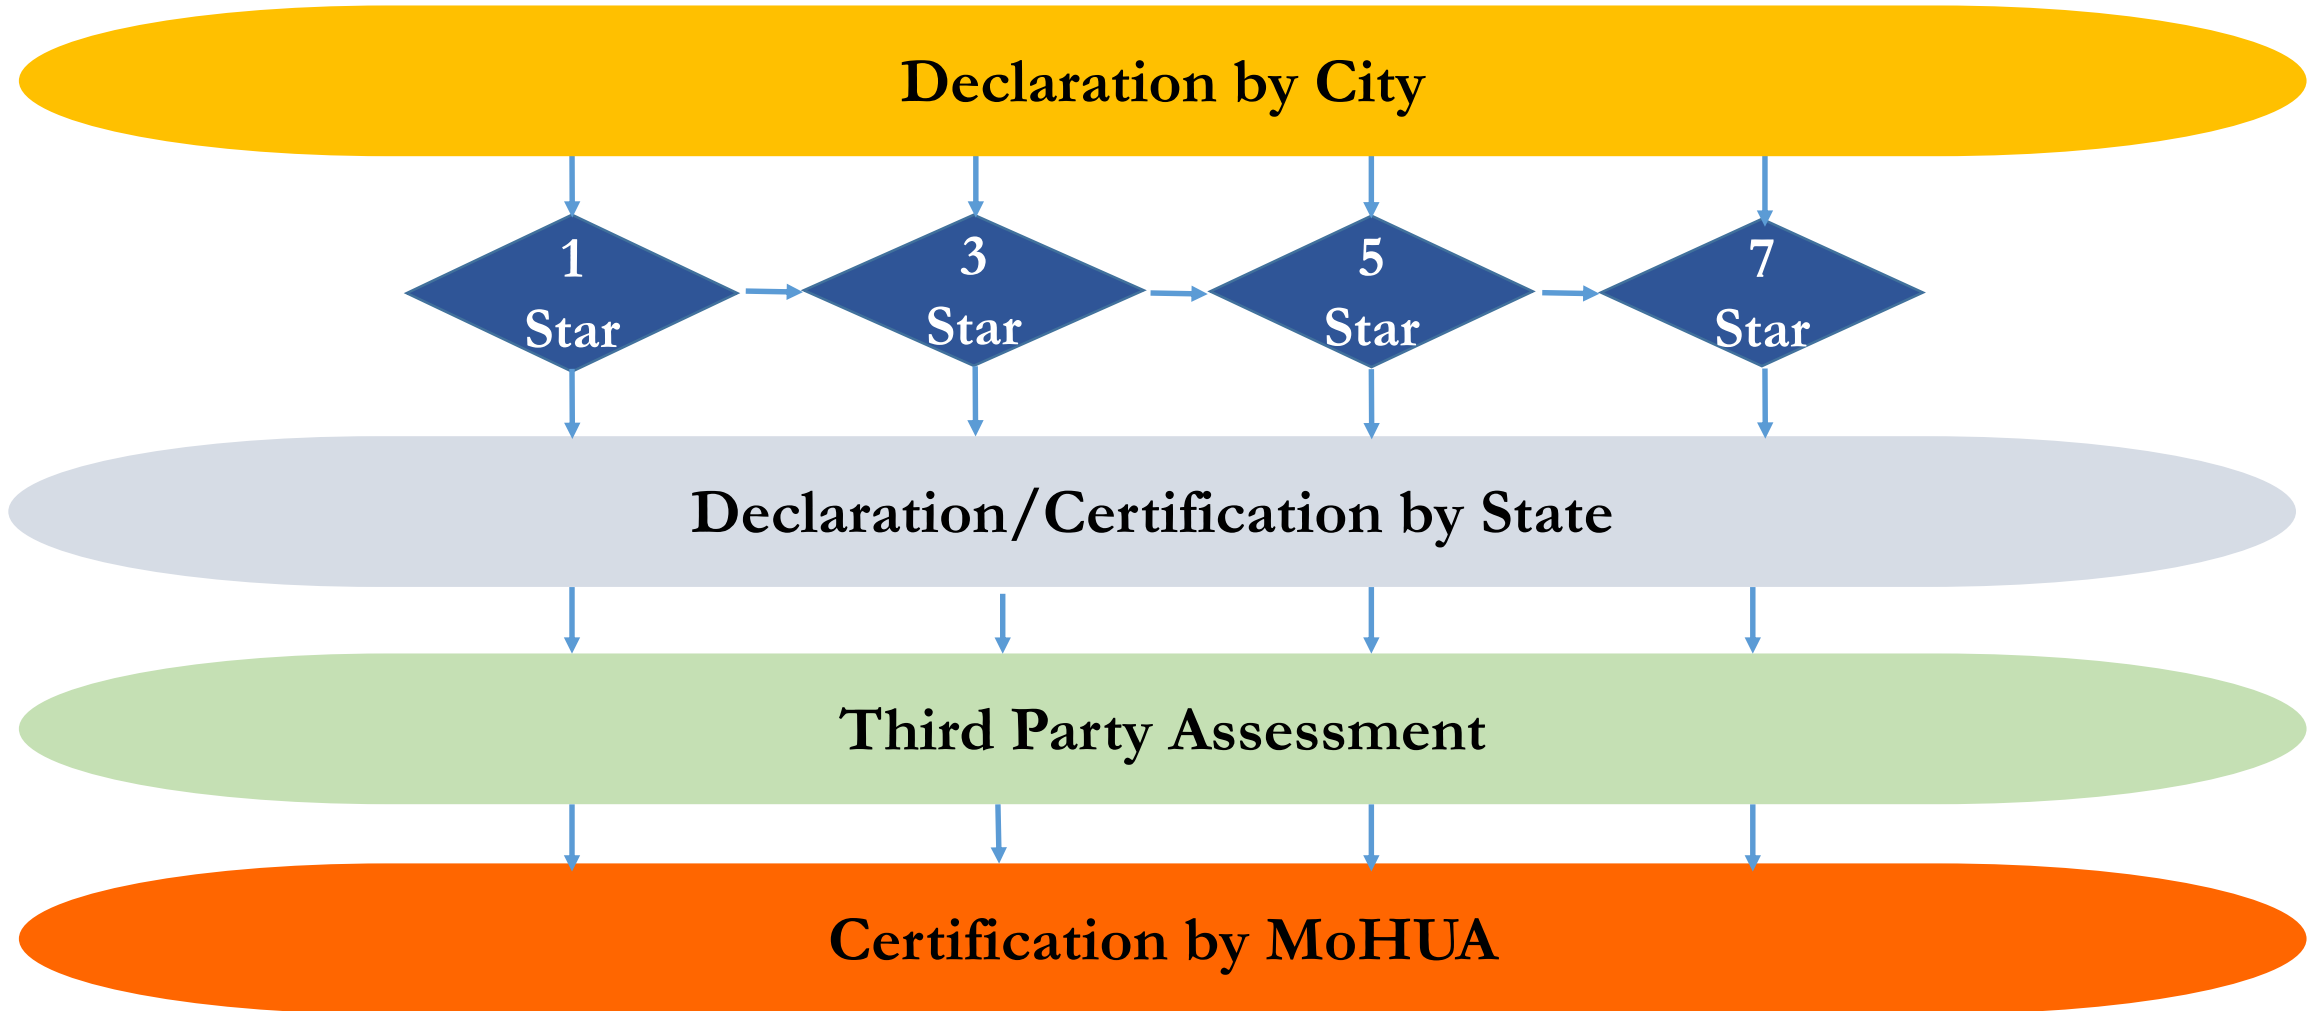 Declaration by City
1
Star
3
Star
5
Star
7
Star
Declaration/Certification by State
Third Party Assessment
Certification by MoHUA